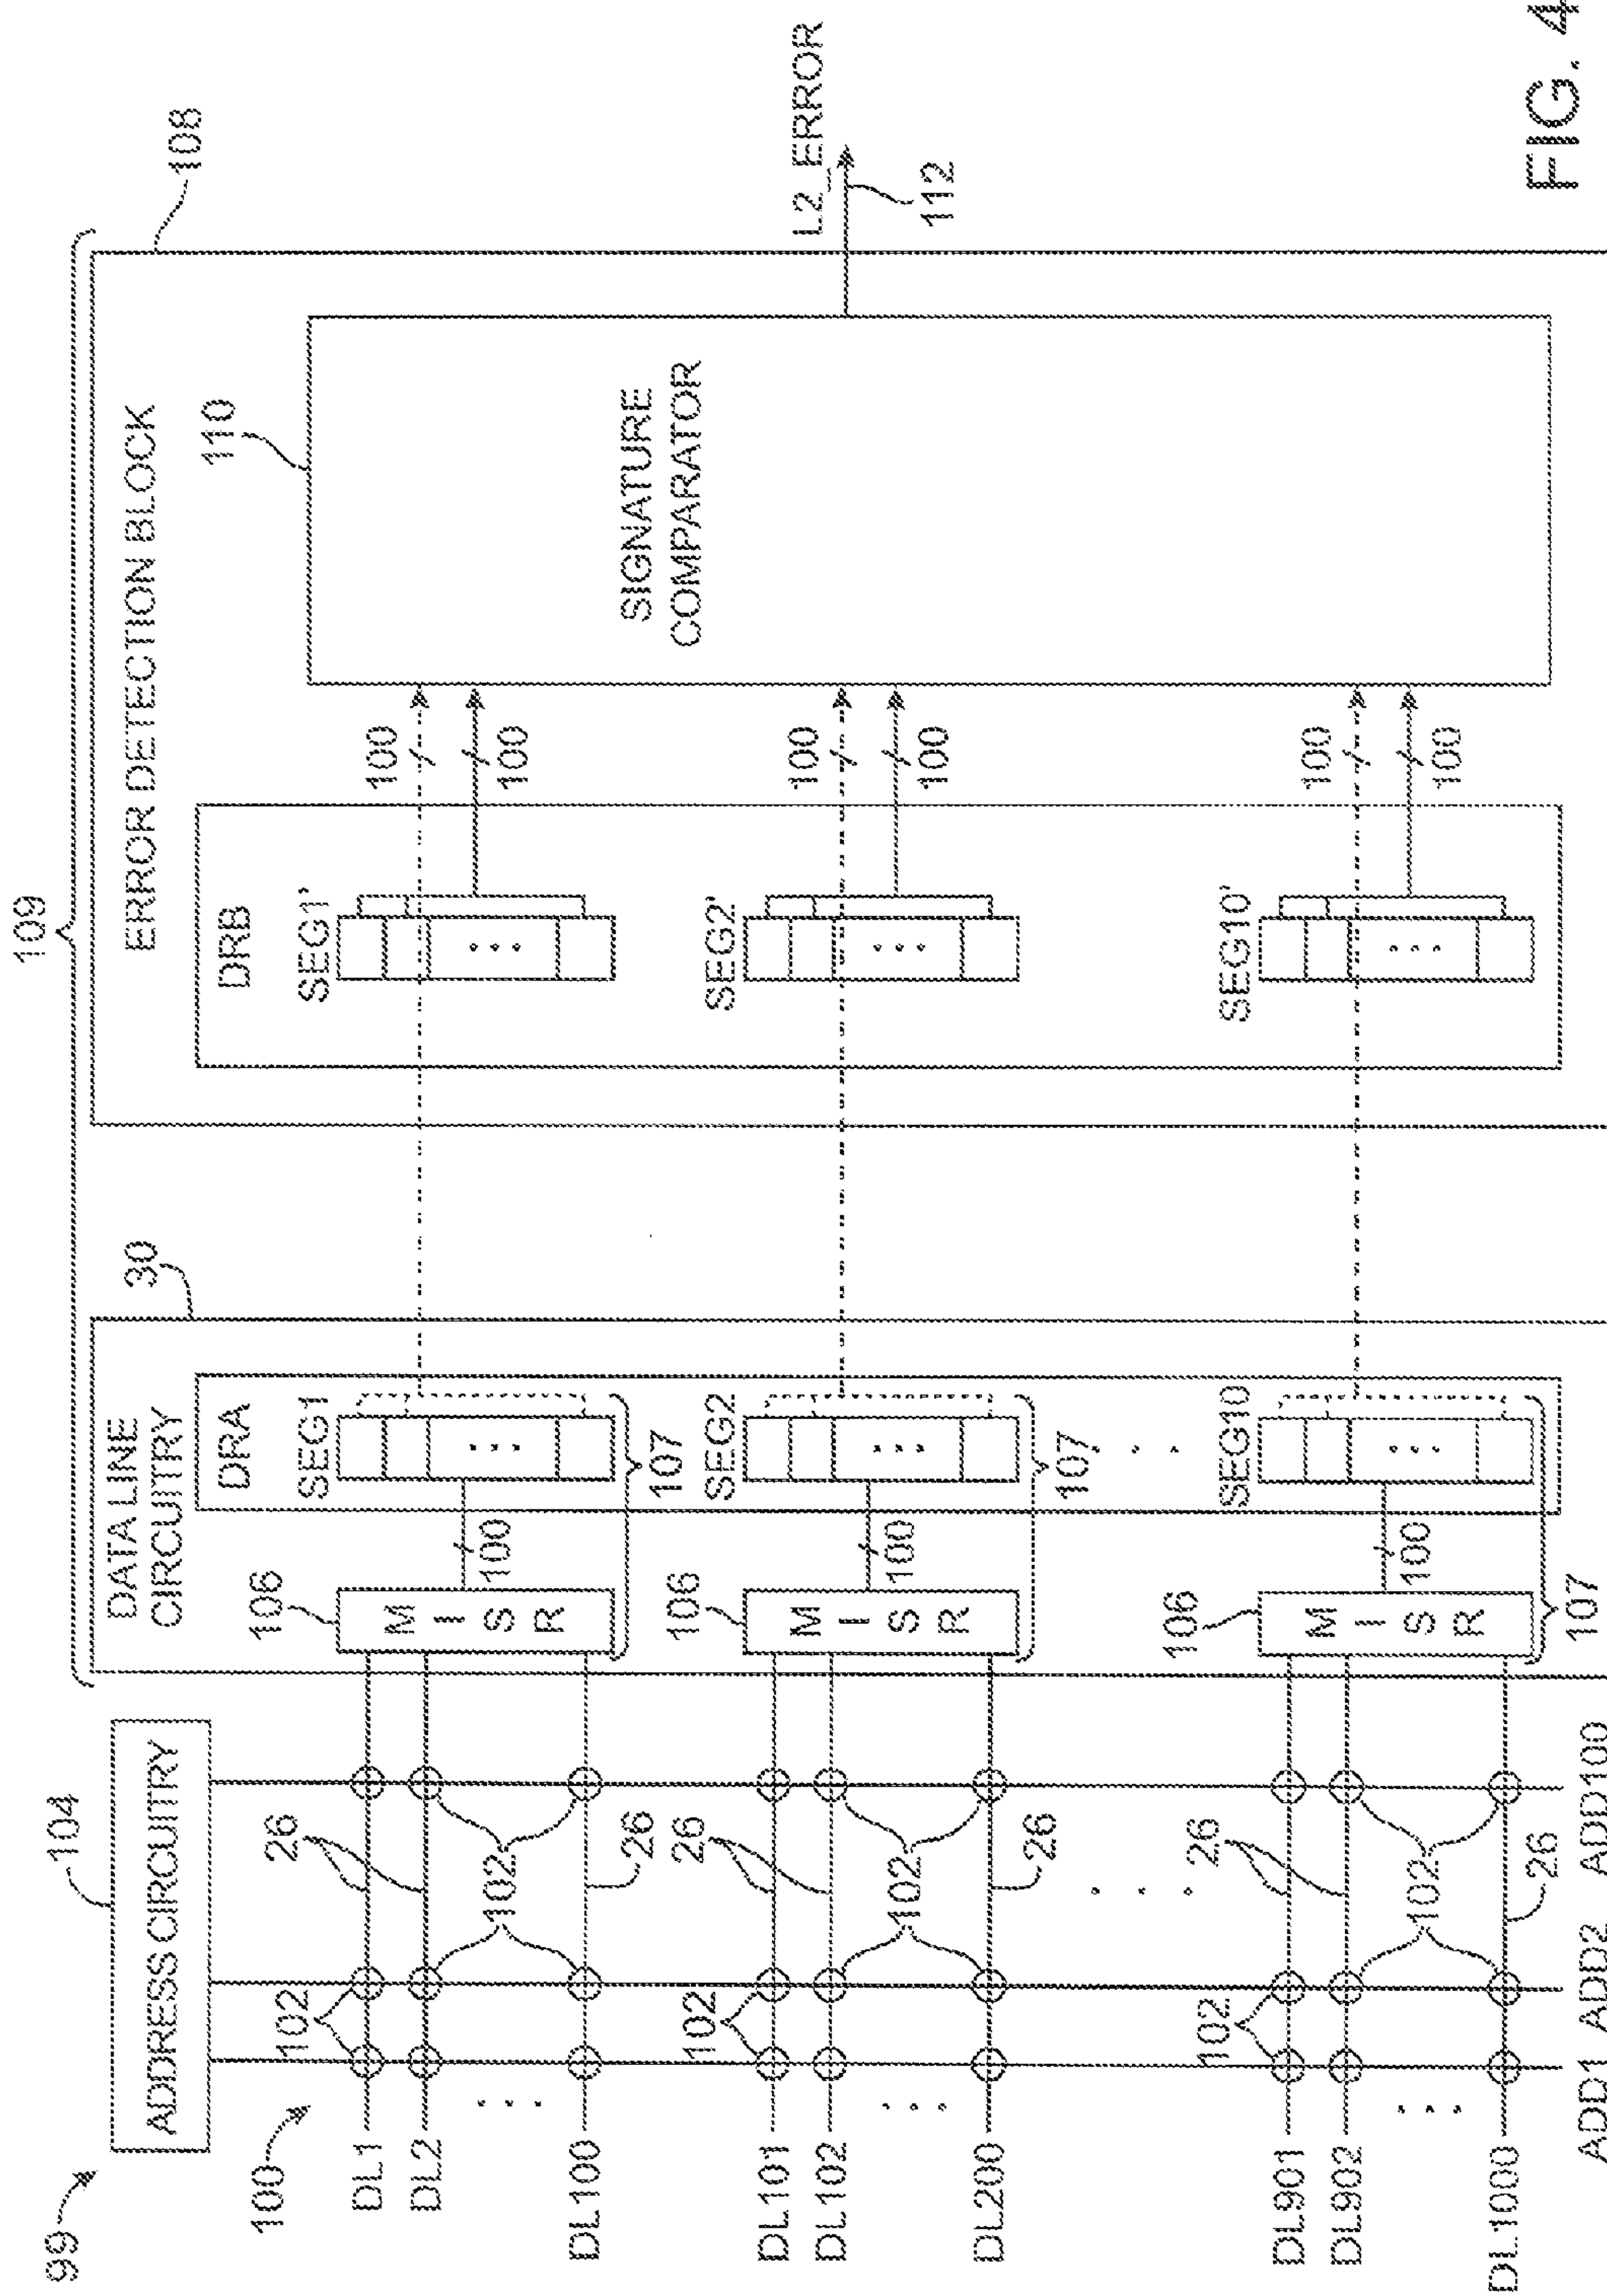 99
104
ADDRESS CIRCUITRY
100
DL1
DL2
DL100
DL101
DL102
DL200
DL901
DL902
DL1000
. . .
. . .
. . .
102
102
102
102
102
102
26
26
26
26
26
26
. . .
ADD1 ADD2 ADD100
109
30
DATA LINE
CIRCUITRY
DRA
106
M I S R
100
SEG1
. . .
107
106
M I S R
100
SEG2
. . .
107
. . .
106
M I S R
100
SEG10
. . .
107
108
ERROR DETECTION BLOCK
DRB
SEG1'
. . .
100
100
SEG2'
. . .
100
100
SEG10'
. . .
100
100
110
SIGNATURE
COMPARATOR
L2_ERROR
112
FIG. 4